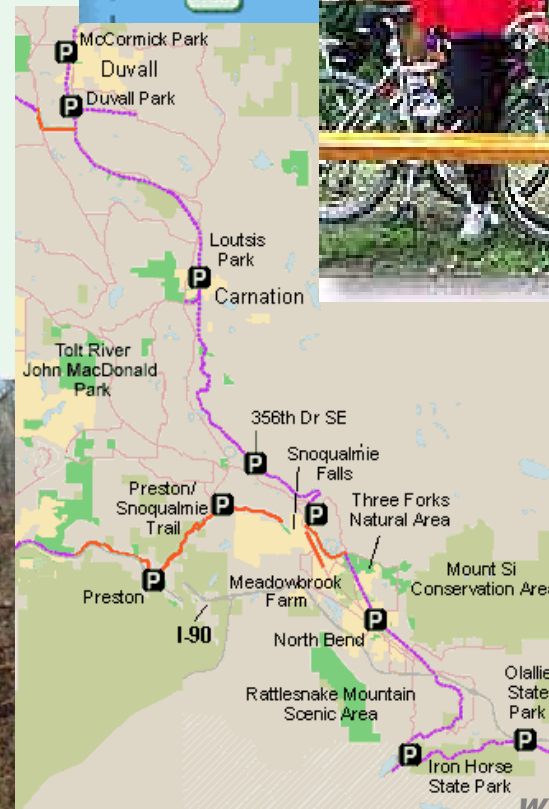 P
McCormick Park
Duvall
P
Duvall Park
Loutsis
Park
P
Carnation
Tolt River
John MacDonald
Park
356th Dr SE
P
Snoqualmie
Falls
Preston/
Snoqualmie
Trail
P
P
Three Forks
Natural Area
P
Preston
Meadowbrook
Farm
Mount Si
Conservation Area
I-90
P
North Bend
Rattlesnake Mountain
Scenic Area
Olallie
State
Park
P
P
Iron Horse
State Park